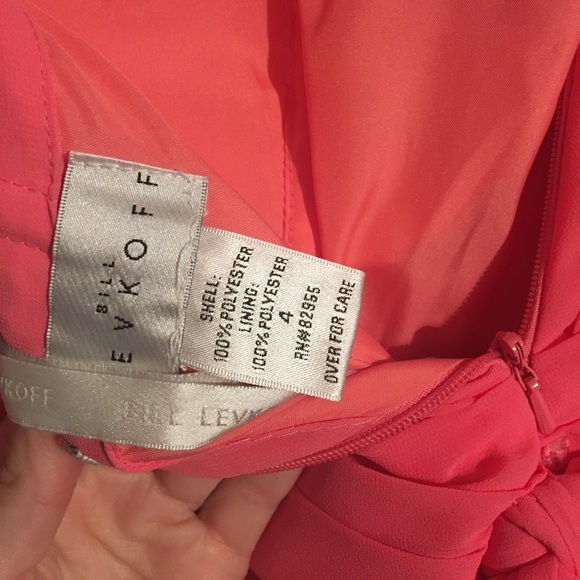 BILL
EVKOFF
SHELL:
100% POLYESTER
LINING:
100% POLYESTER
4
RN#82955
OVER FOR CARE
VKOFF BILL LEVK